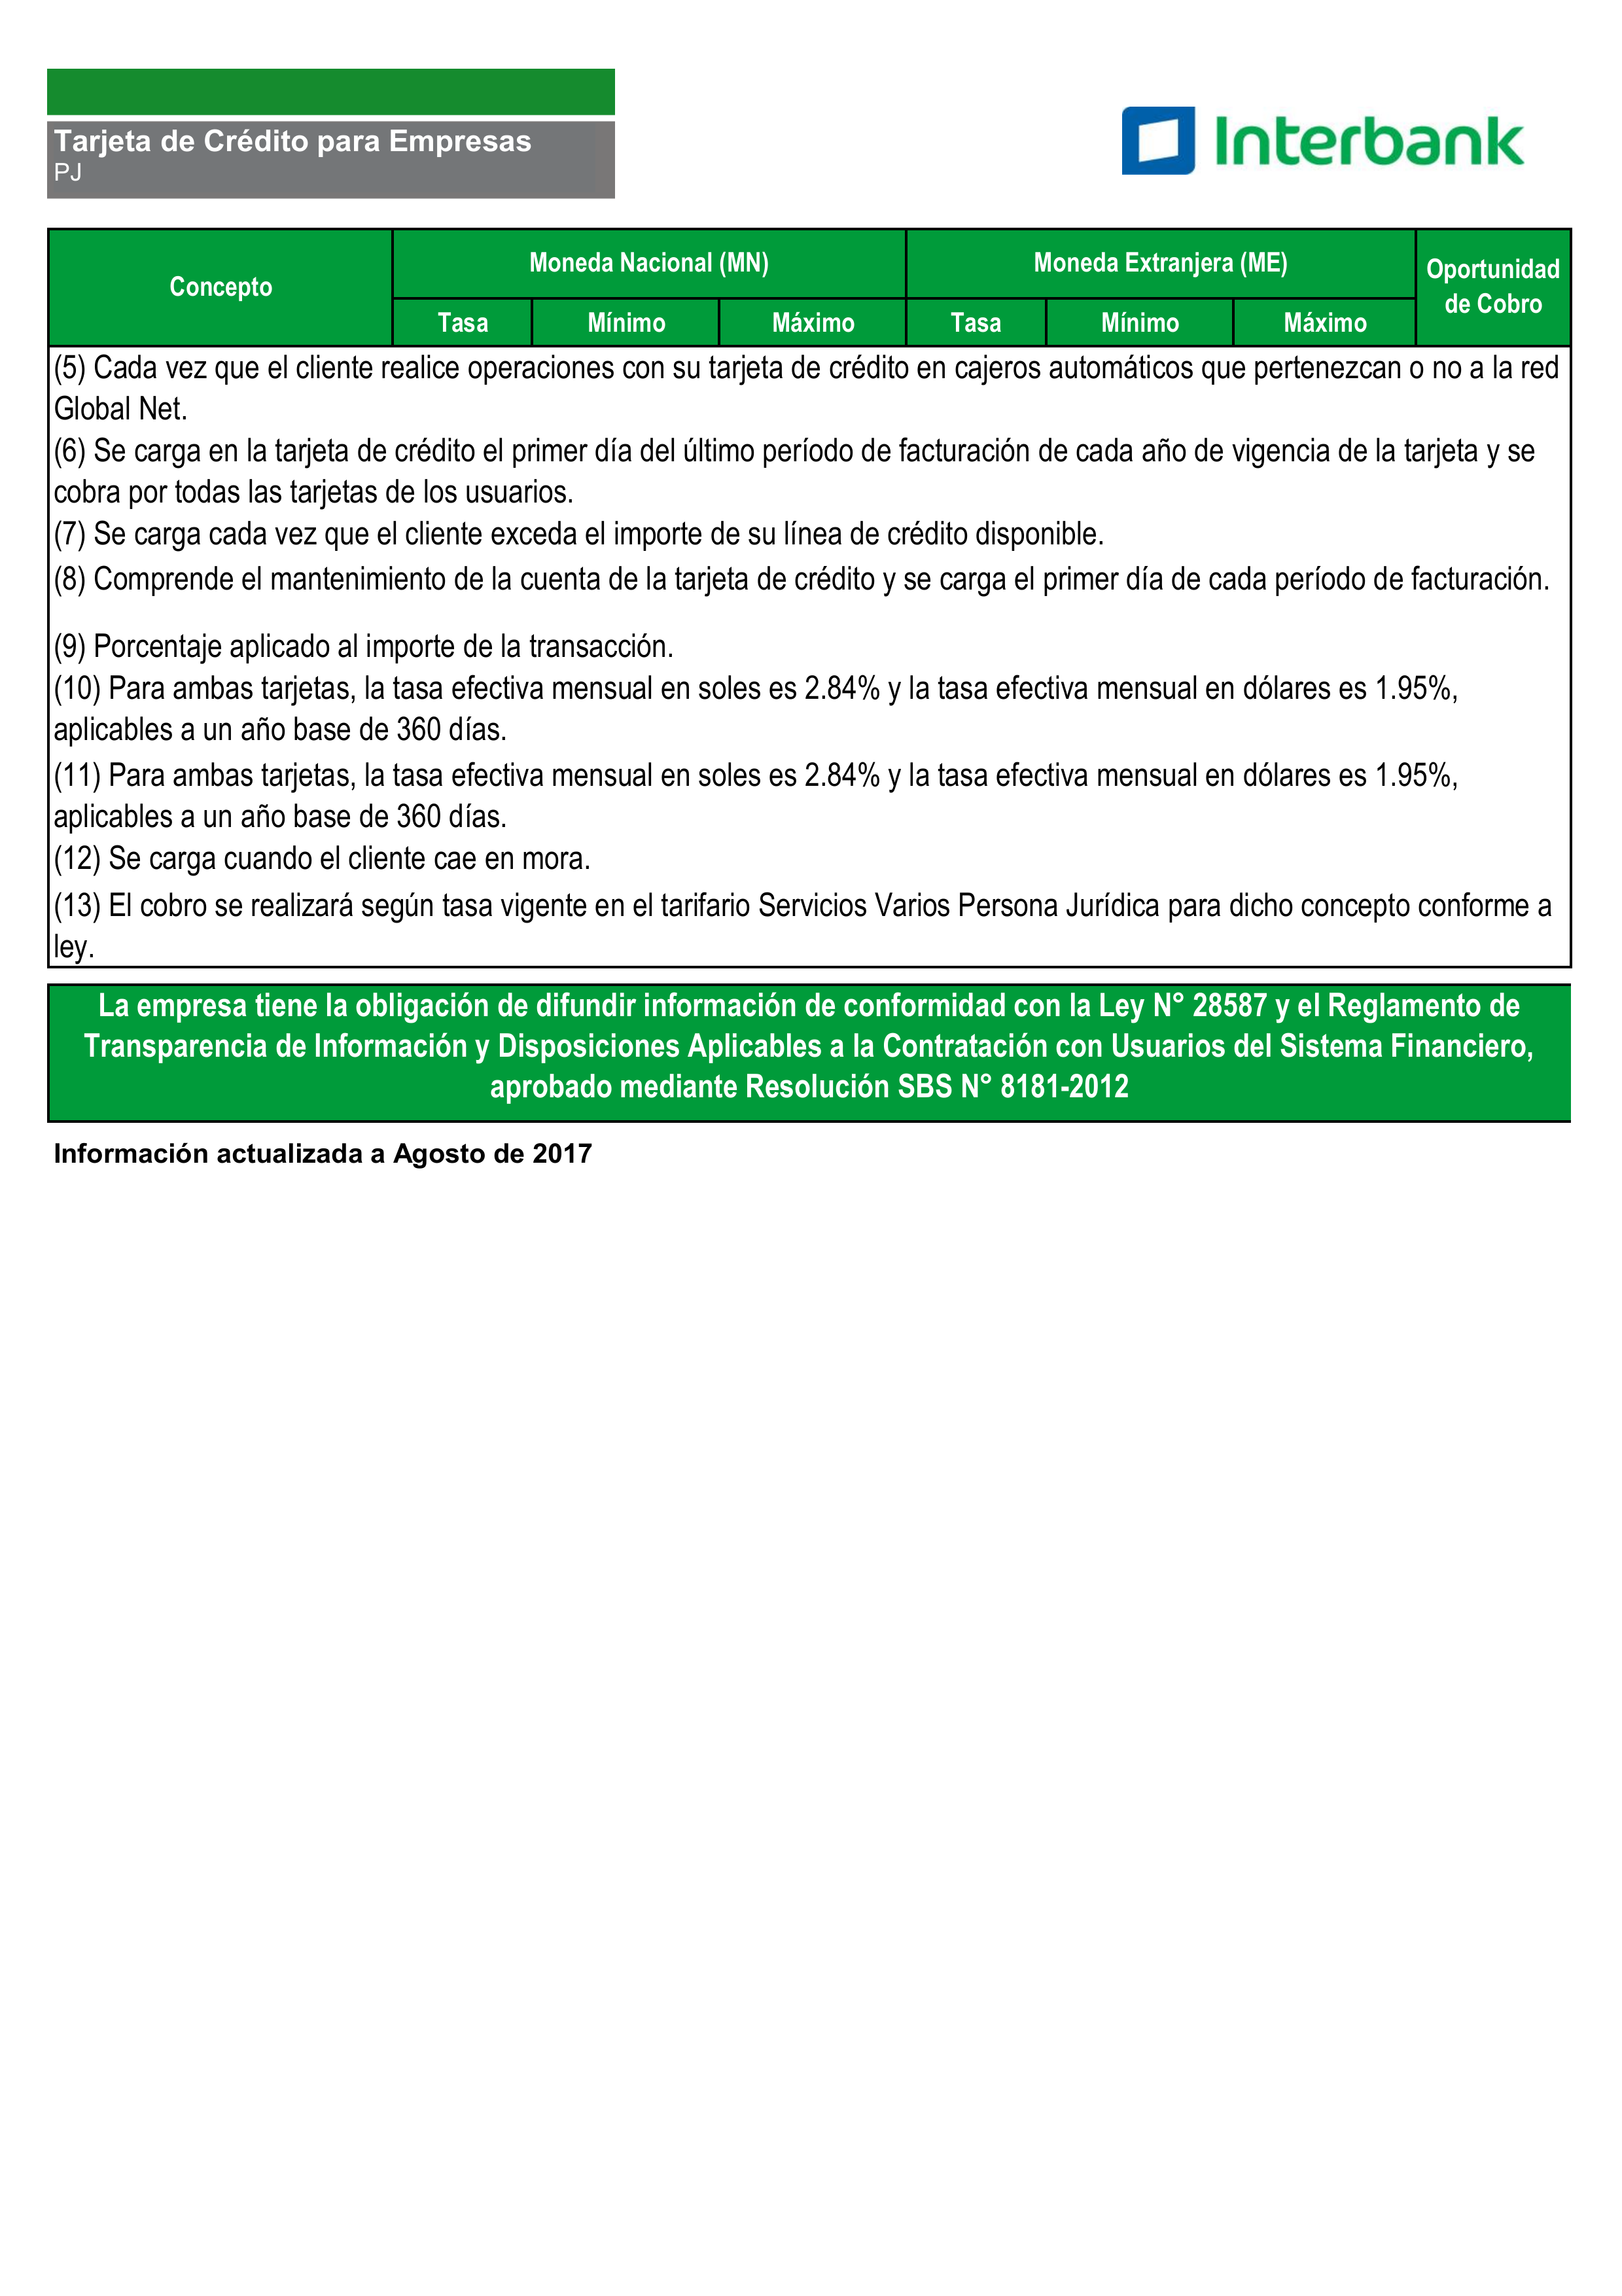 Tarjeta de Crédito para Empresas
PJ
Interbank
Concepto
Moneda Nacional (MN)
Moneda Extranjera (ME)
Oportunidad
de Cobro
Tasa
Mínimo
Máximo
Tasa
Mínimo
Máximo
(5) Cada vez que el cliente realice operaciones con su tarjeta de crédito en cajeros automáticos que pertenezcan o no a la red
Global Net.
(6) Se carga en la tarjeta de crédito el primer día del último período de facturación de cada año de vigencia de la tarjeta y se
cobra por todas las tarjetas de los usuarios.
(7) Se carga cada vez que el cliente exceda el importe de su línea de crédito disponible.
(8) Comprende el mantenimiento de la cuenta de la tarjeta de crédito y se carga el primer día de cada período de facturación.
(9) Porcentaje aplicado al importe de la transacción.
(10) Para ambas tarjetas, la tasa efectiva mensual en soles es 2.84% y la tasa efectiva mensual en dólares es 1.95%,
aplicables a un año base de 360 días.
(11) Para ambas tarjetas, la tasa efectiva mensual en soles es 2.84% y la tasa efectiva mensual en dólares es 1.95%,
aplicables a un año base de 360 días.
(12) Se carga cuando el cliente cae en mora.
(13) El cobro se realizará según tasa vigente en el tarifario Servicios Varios Persona Jurídica para dicho concepto conforme a
ley.
La empresa tiene la obligación de difundir información de conformidad con la Ley N° 28587 y el Reglamento de
Transparencia de Información y Disposiciones Aplicables a la Contratación con Usuarios del Sistema Financiero,
aprobado mediante Resolución SBS N° 8181-2012
Información actualizada a Agosto de 2017